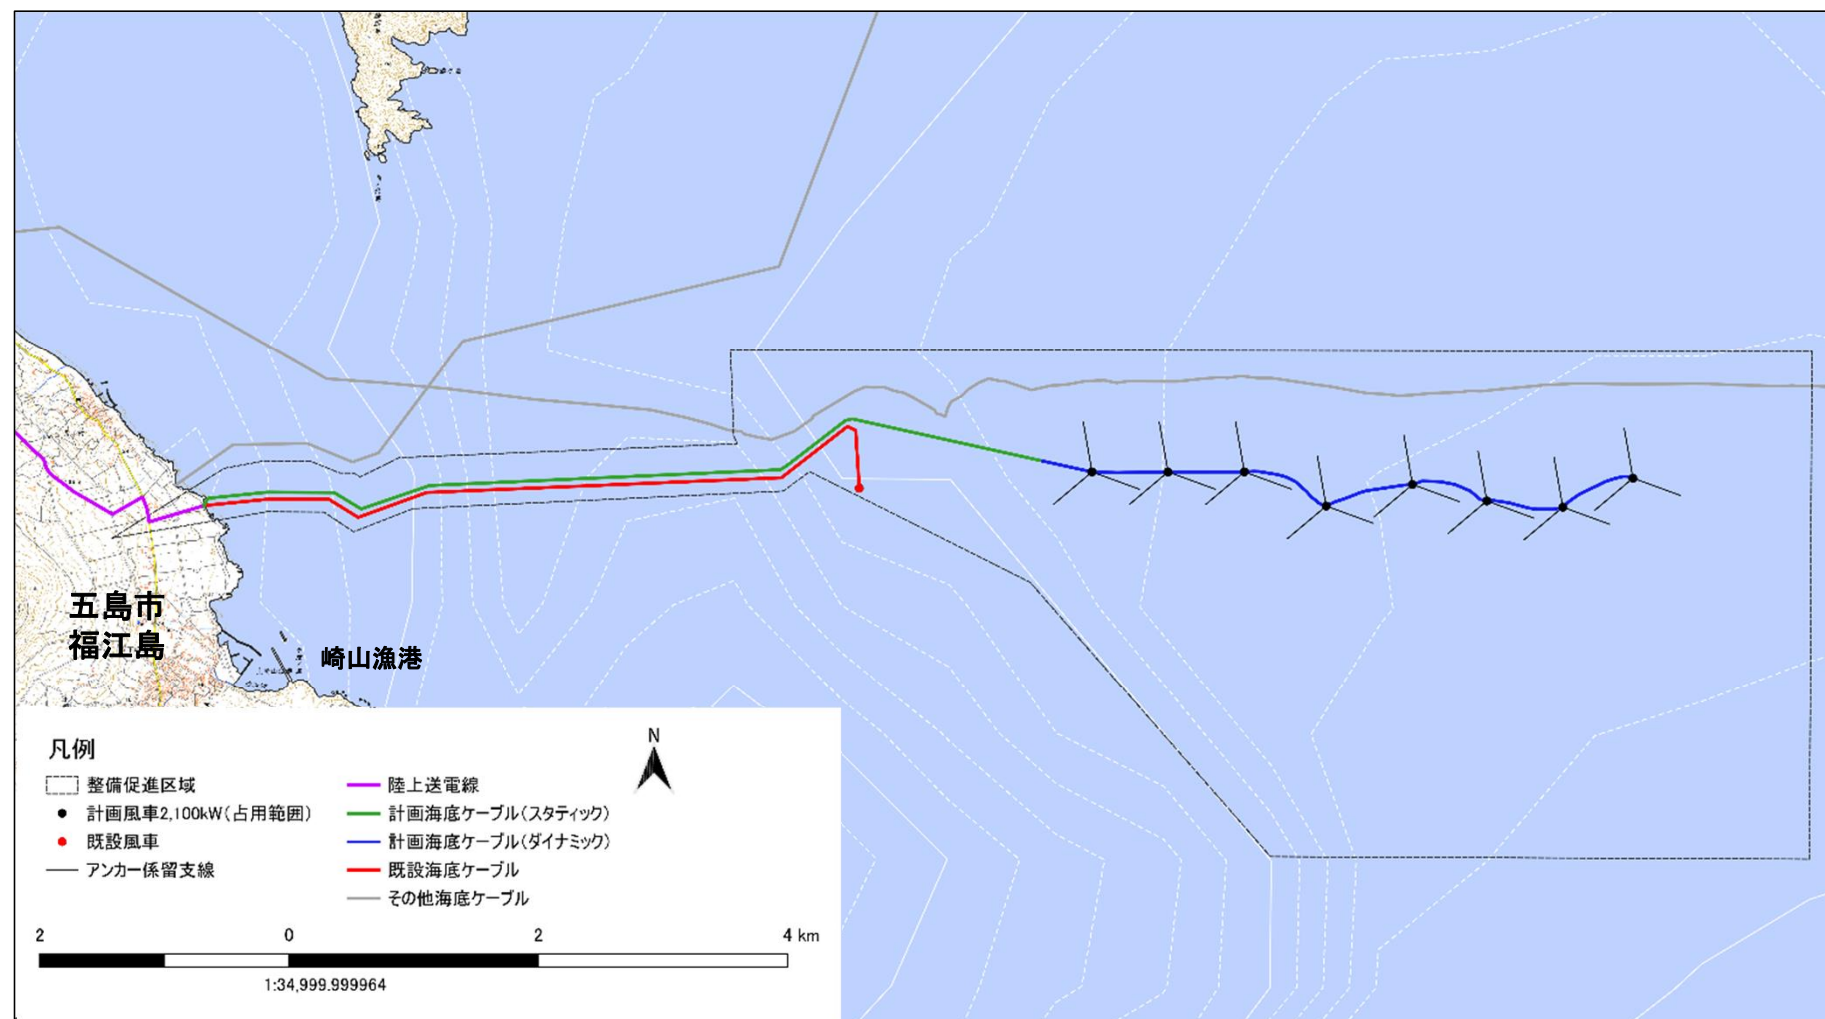 五島市
福江島
崎山漁港
凡例
整備促進区域
計画風車2,100kW(占用範囲)
既設風車
アンカー係留支線
陸上送電線
計画海底ケーブル(スタティック)
計画海底ケーブル(ダイナミック)
既設海底ケーブル
その他海底ケーブル
N
2 0 2 4 km
1:34,999.999964